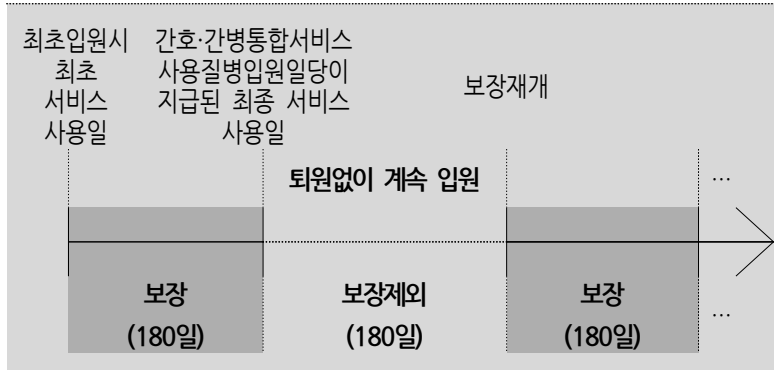 최초입원시
최초
서비스
사용일
간호·간병통합서비스
사용질병입원일당이
지급된 최종 서비스
사용일
보장재개
퇴원없이 계속 입원
…
보장
(180일)
보장제외
(180일)
보장
(180일)
…